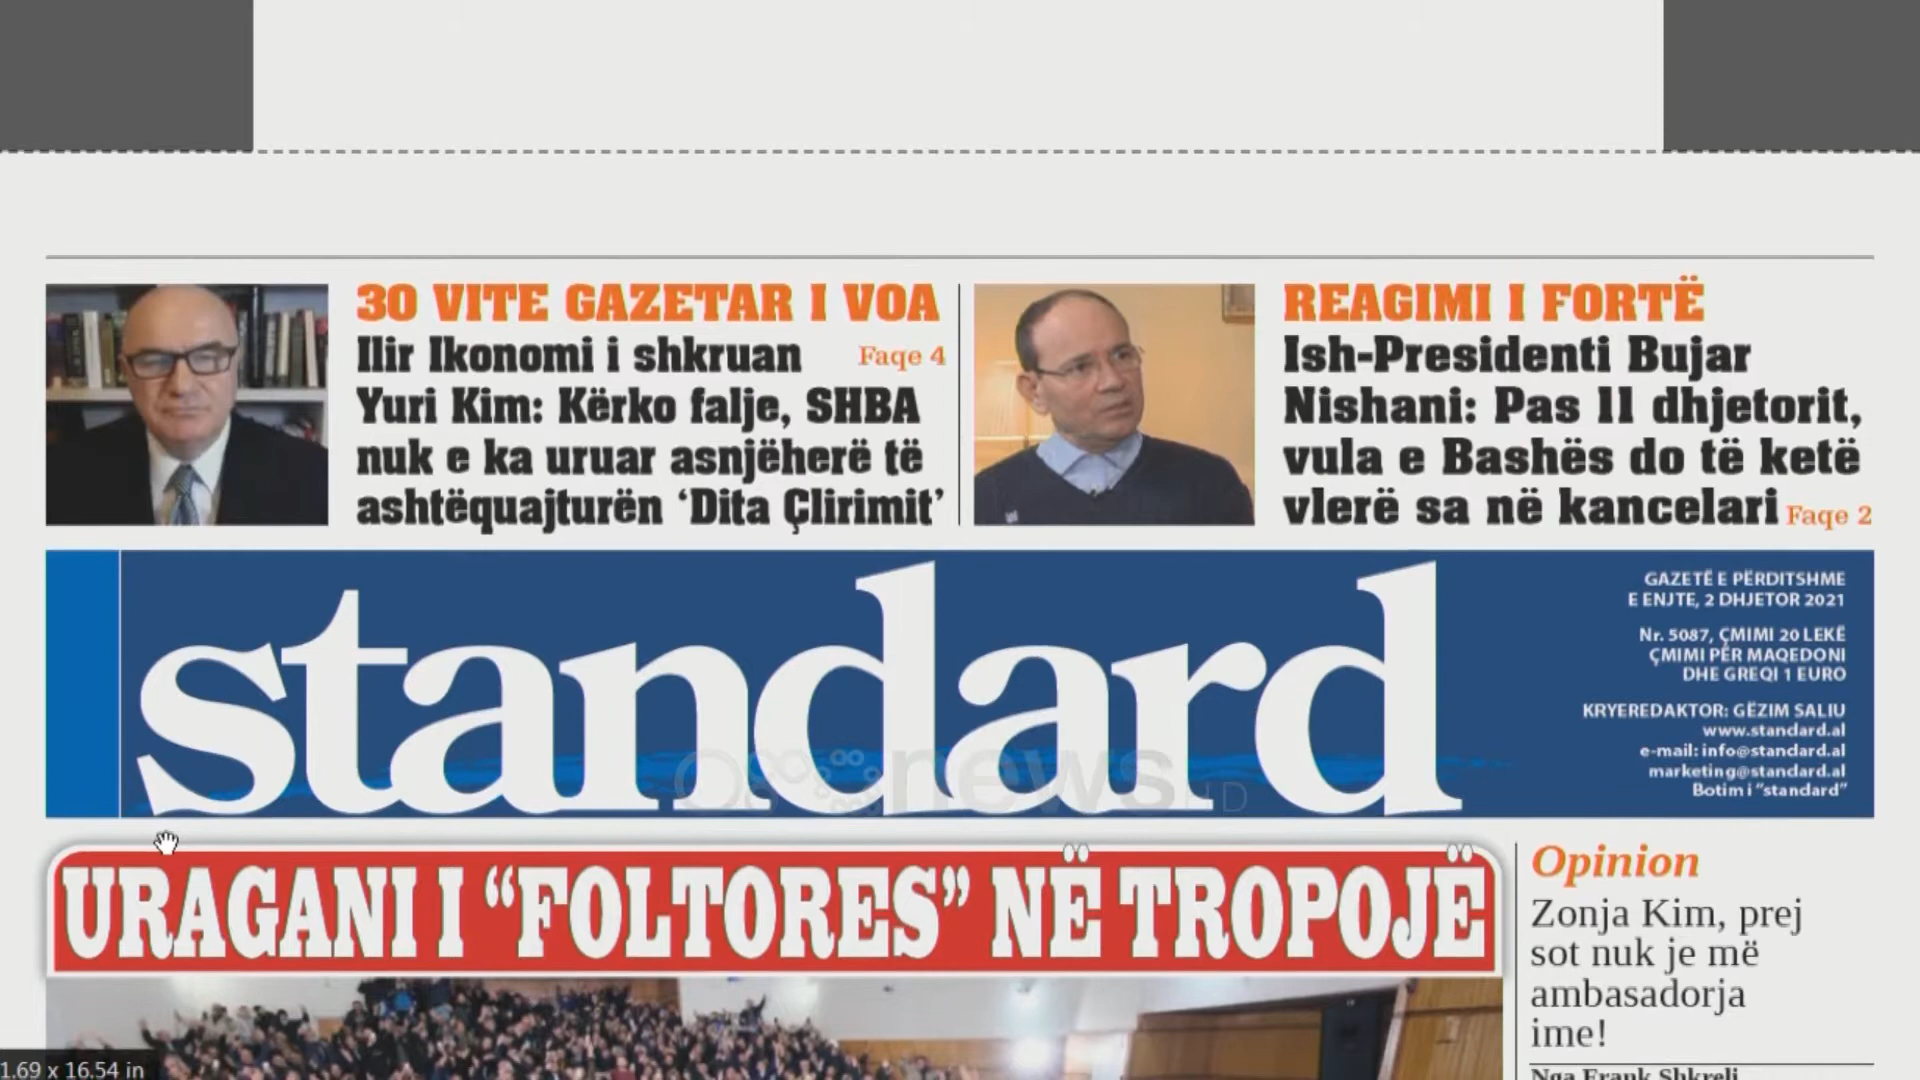 30 VITE GAZETAR I VOA
Ilir Ikonomi i shkruan Faqe 4
Yuri Kim: Kërko falje, SHBA
nuk e ka uruar asnjëherë të
ashtëquajturën ‘Dita Çlirimit’
REAGIMI I FORTË
Ish-Presidenti Bujar
Nishani: Pas 11 dhjetorit,
vula e Bashës do të ketë
vlerë sa në kancelari Faqe 2
standard
GAZETË E PËRDITSHME
E ENJTE, 2 DHJETOR 2021
Nr. 5087, ÇMIMI 20 LEKË
ÇMIMI PËR MAQEDONI
DHE GREQI 1 EURO
KRYEREDAKTOR: GËZIM SALIU
www.standard.al
e-mail: info@standard.al
marketing@standard.al
Botim i “standard”
news HD
URAGANI I “FOLTORES” NË TROPOJË
Opinion
Zonja Kim, prej
sot nuk je më
ambasadorja
ime!
Nga Frank Shkreli
1.69 x 16.54 in